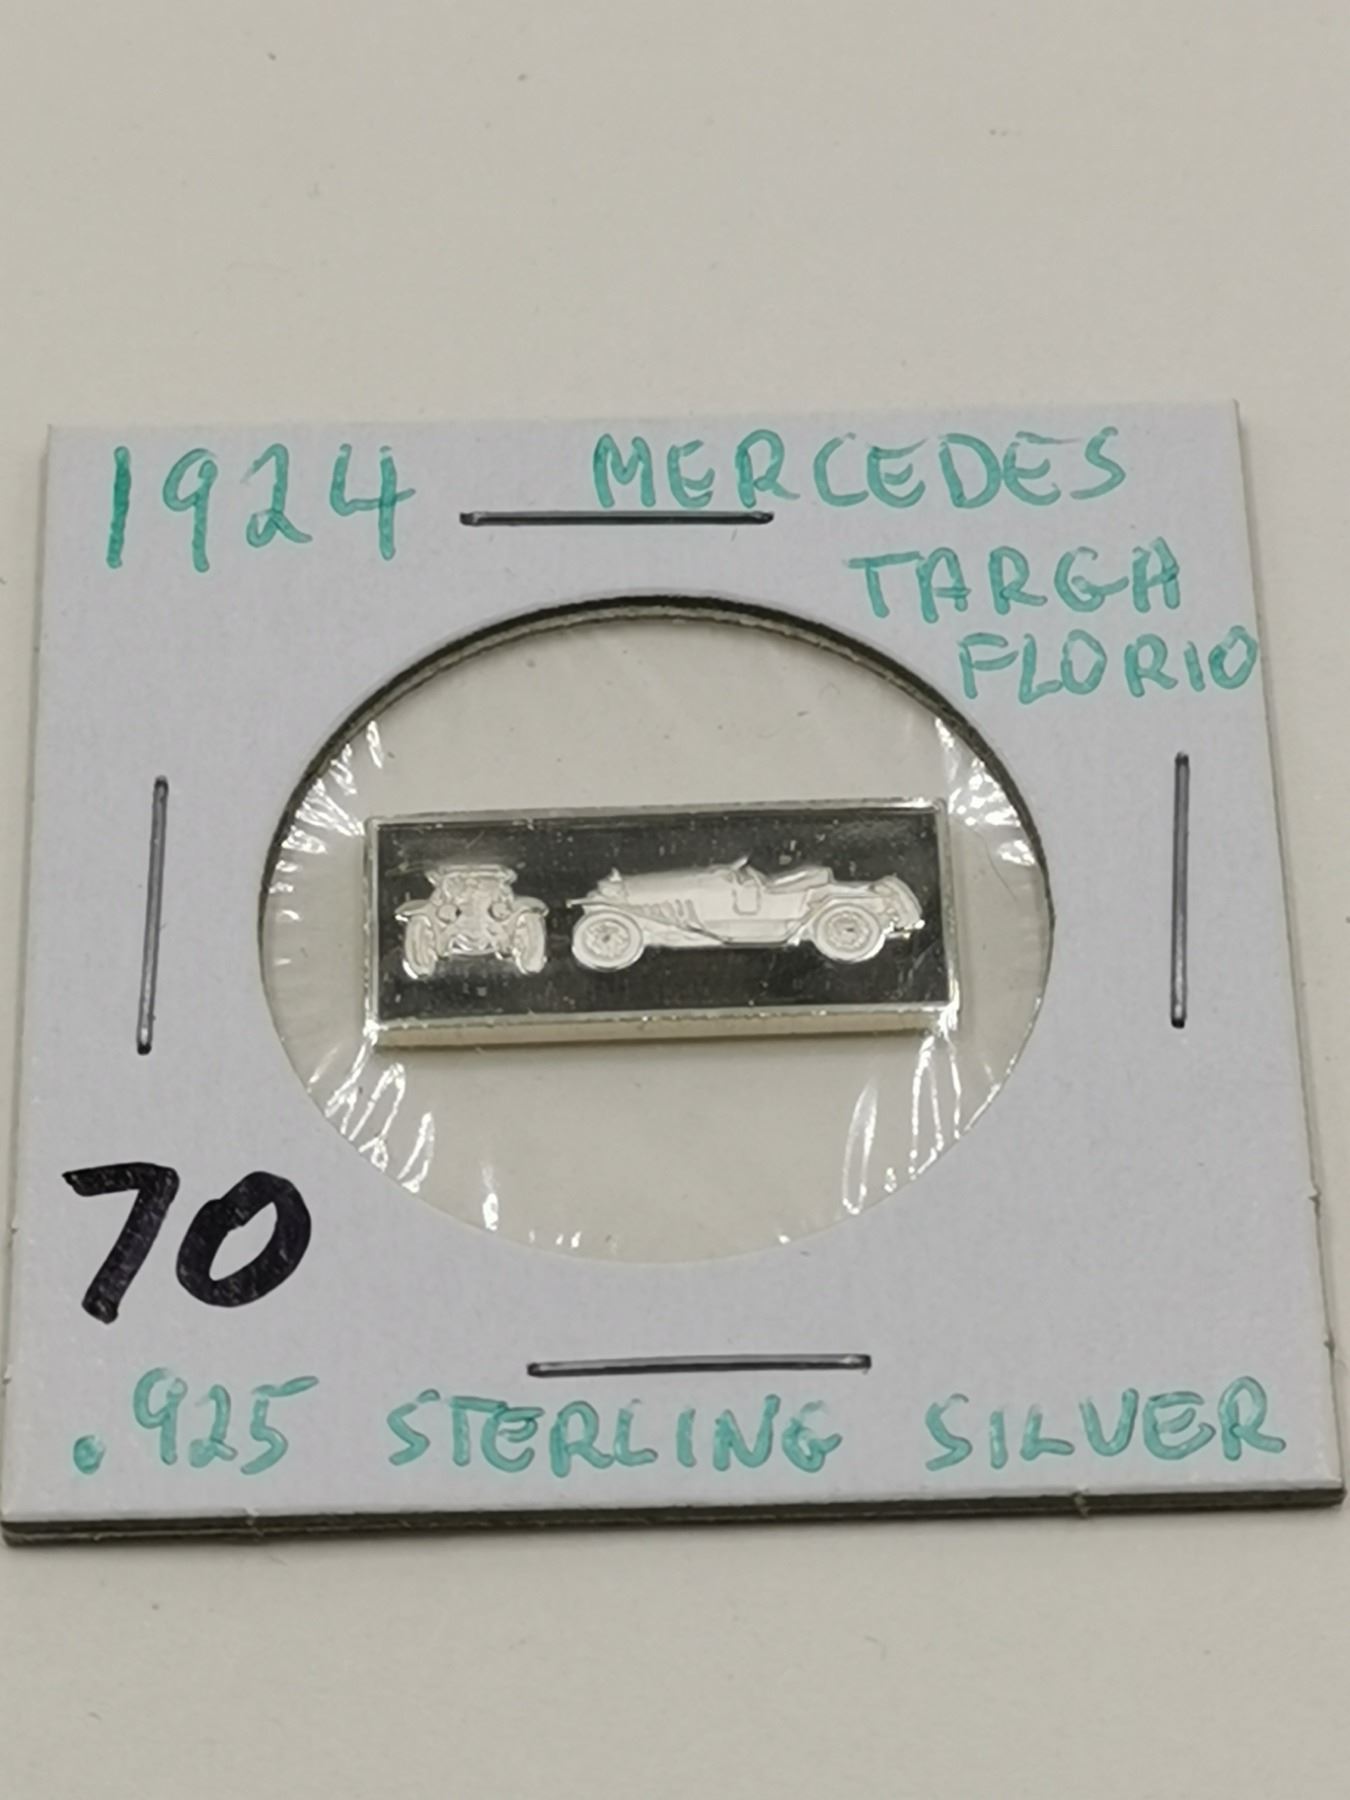 1924 MERCEDES
TARGA
FLORIO
70
.925 STERLING SILVER